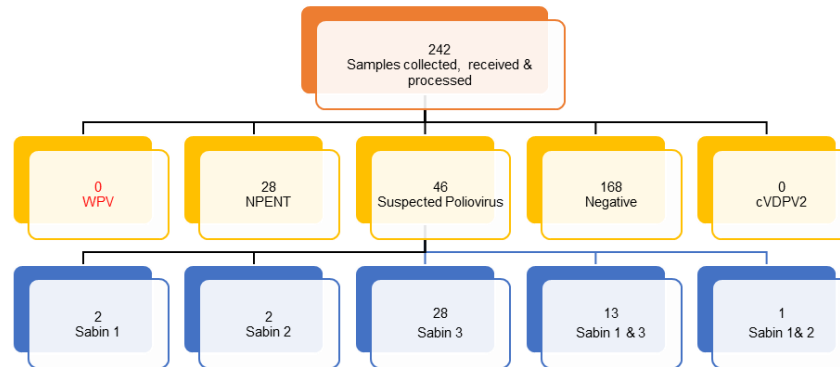 242
Samples collected, received &
processed
0
WPV
28
NPENT
46
Suspected Poliovirus
168
Negative
0
cVDPV2
2
Sabin 1
2
Sabin 2
28
Sabin 3
13
Sabin 1 & 3
1
Sabin 1& 2